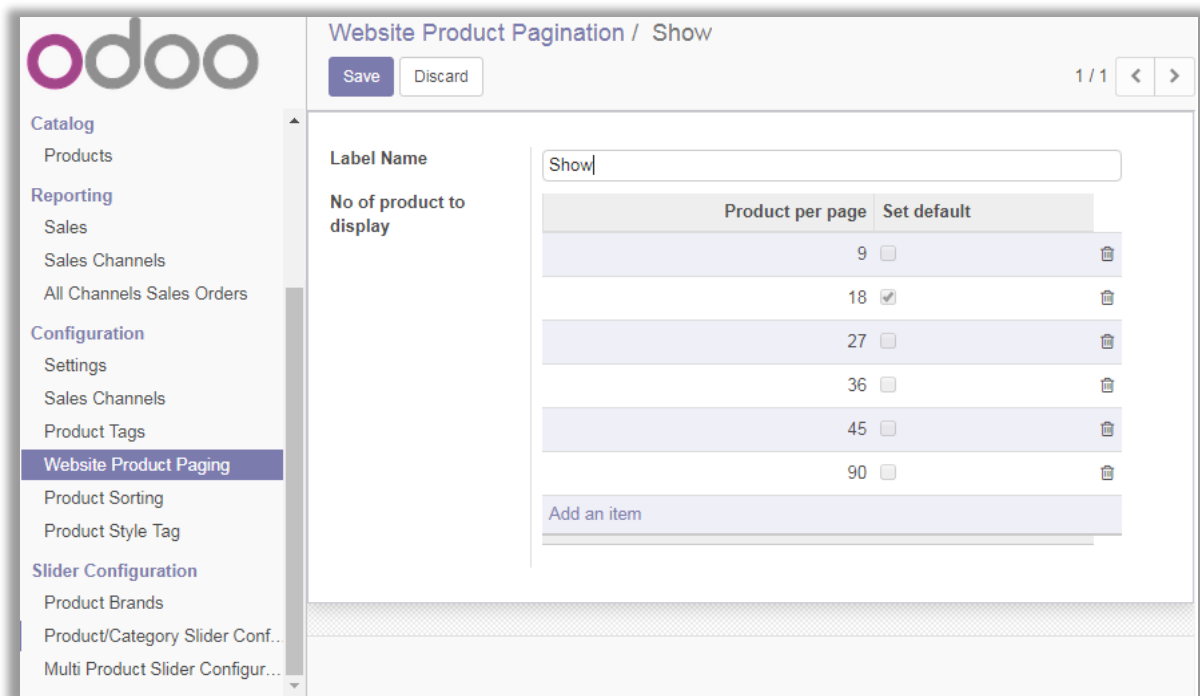 odoo
Website Product Pagination / Show
Save Discard
1 / 1
Catalog
Products
Reporting
Sales
Sales Channels
All Channels Sales Orders
Configuration
Settings
Sales Channels
Product Tags
Website Product Paging
Product Sorting
Product Style Tag
Slider Configuration
Product Brands
Product/Category Slider Conf...
Multi Product Slider Configur...
Label Name
Show
No of product to
display
Product per page Set default
9
18
27
36
45
90
Add an item